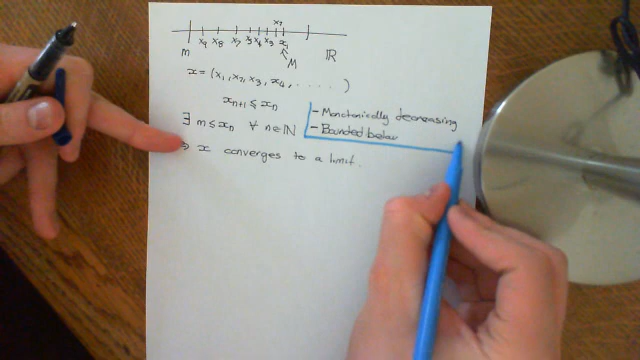 x₂
m x₉ x₈ x₇ x₅ x₄ x₃ x₁ ℝ
M
x = (x₁, x₂, x₃, x₄, . . . . . )
xₙ₊₁ ≤ xₙ
∃ m ≤ xₙ ∀ n ∈ ℕ
- Monotonically decreasing
- Bounded below
⇒ x converges to a limit.